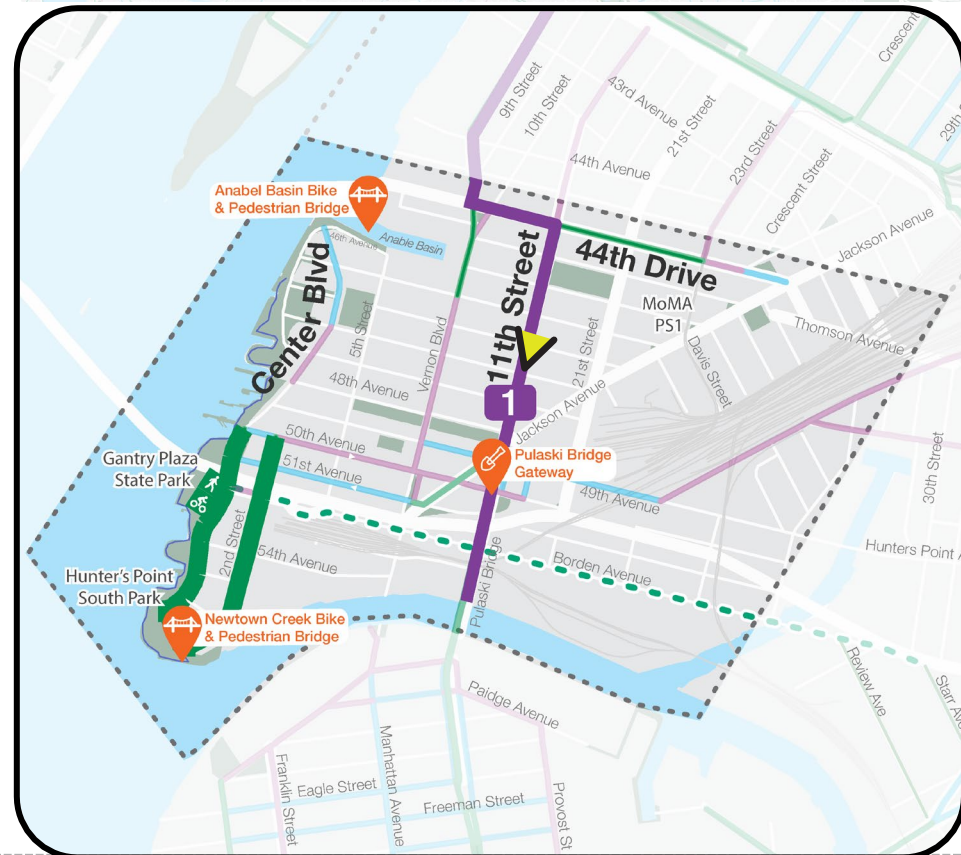 Crescent
29th
9th Street
10th Street
43rd Avenue
21st Street
23rd Street
44th Avenue
Crescent Street
Jackson Avenue
Anabel Basin Bike
& Pedestrian Bridge
46th Avenue
Anable Basin
Center Blvd
11th Street
44th Drive
MoMA
PS1
Thomson Avenue
5th Street
Vernon Blvd
21st Street
Davis Street
48th Avenue
1
Jackson Avenue
50th Avenue
51st Avenue
Pulaski Bridge
Gateway
49th Avenue
30th Street
Gantry Plaza
State Park
2nd Street
54th Avenue
Pulaski Bridge
Borden Avenue
Hunters Point A
Hunter's Point
South Park
Newtown Creek Bike
& Pedestrian Bridge
Review Ave
Starr Av
Paidge Avenue
Franklin Street
Eagle Street
Manhattan Avenue
Freeman Street
Provost St